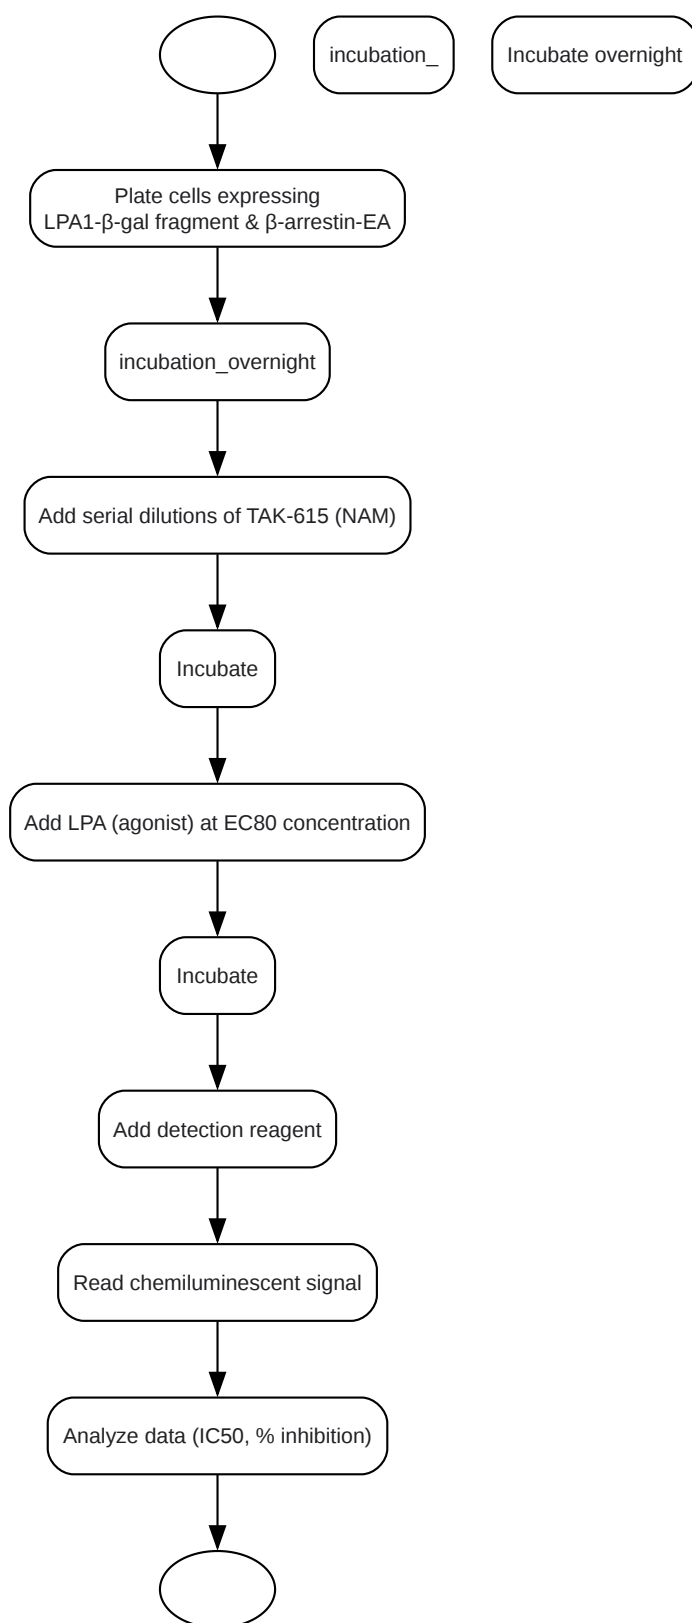 incubation_
Incubate overnight
Plate cells expressing
LPA1-β-gal fragment & β-arrestin-EA
incubation_overnight
Add serial dilutions of TAK-615 (NAM)
Incubate
Add LPA (agonist) at EC80 concentration
Incubate
Add detection reagent
Read chemiluminescent signal
Analyze data (IC50, % inhibition)